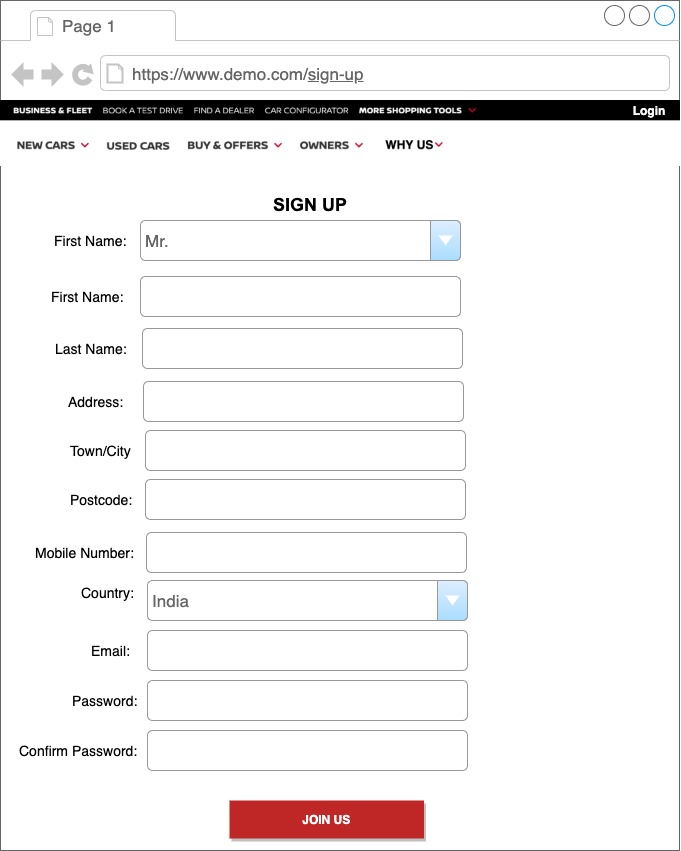 Page 1
https://www.demo.com/sign-up
BUSINESS & FLEET BOOK A TEST DRIVE FIND A DEALER CAR CONFIGURATOR MORE SHOPPING TOOLS Login
NEW CARS USED CARS BUY & OFFERS OWNERS WHY US
SIGN UP
First Name: Mr.
First Name:
Last Name:
Address:
Town/City
Postcode:
Mobile Number:
Country: India
Email:
Password:
Confirm Password:
JOIN US